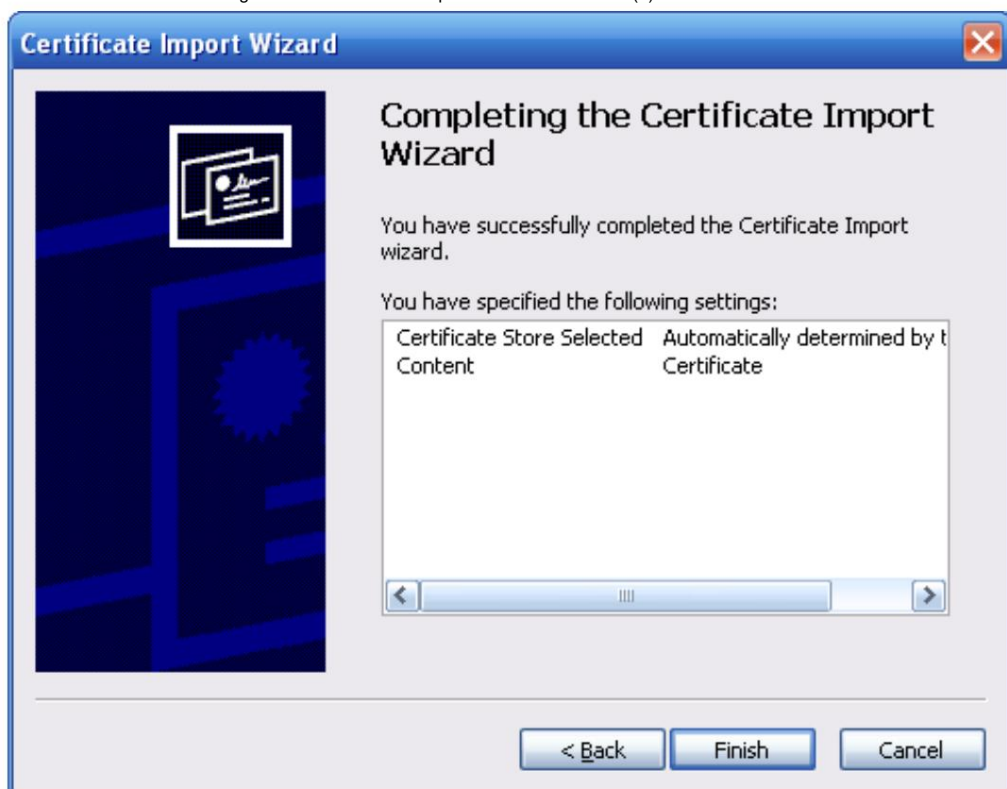 Certificate Import Wizard
Completing the Certificate Import
Wizard
You have successfully completed the Certificate Import
wizard.
You have specified the following settings:
Certificate Store Selected Automatically determined by t
Content Certificate
< Back Finish Cancel